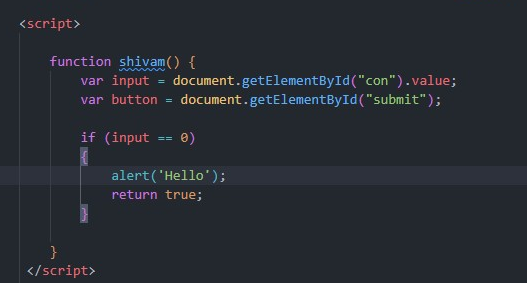 <script>
function shivam() {
var input = document.getElementById("con").value;
var button = document.getElementById("submit");
if (input == 0)
{
alert('Hello');
return true;
}
}
</script>